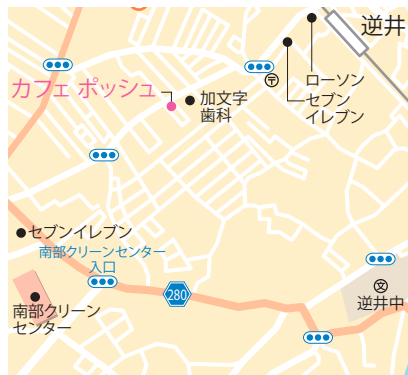 逆井
ローソン
セブン
イレブン
〒
カフェ ポッシュ
加文字
歯科
セブンイレブン
南部クリーンセンター
入口
280
南部クリーン
センター
文
逆井中